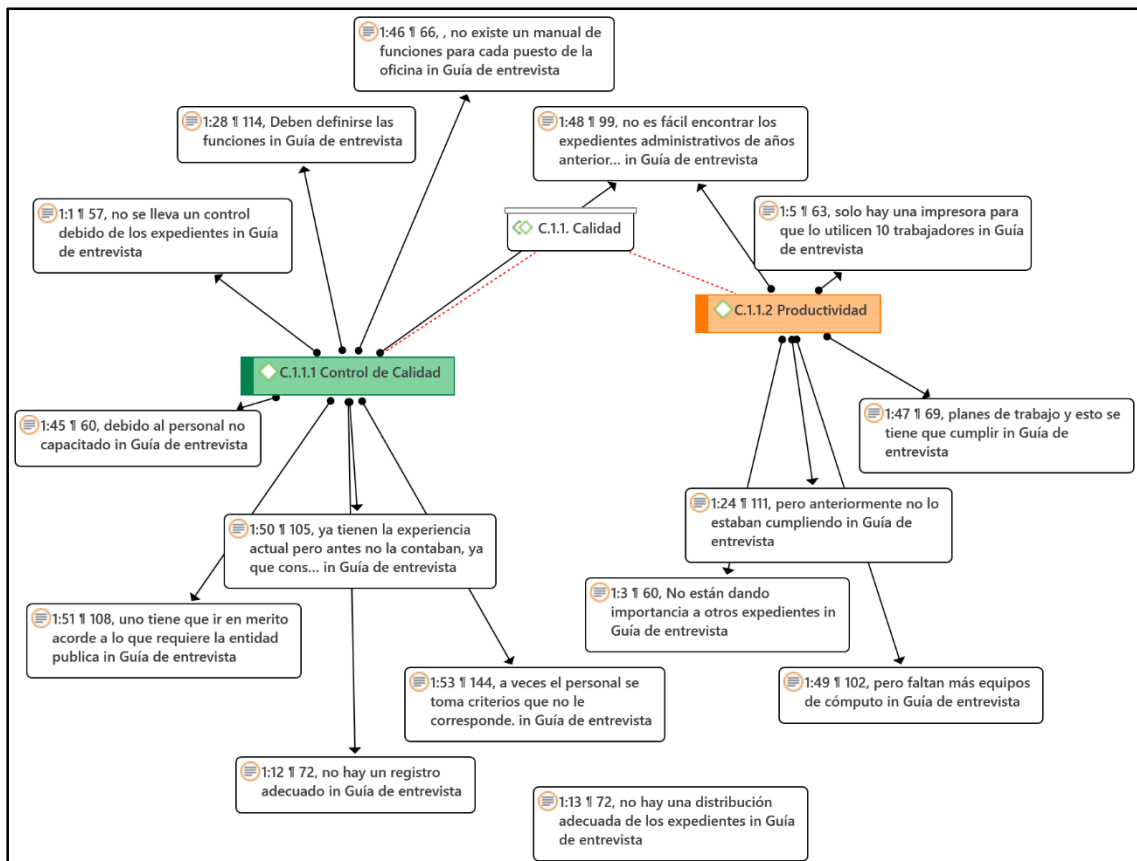 1:46 ¶ 66, , no existe un manual de
funciones para cada puesto de la
oficina in Guía de entrevista
1:28 ¶ 114, Deben definirse las
funciones in Guía de entrevista
1:48 ¶ 99, no es fácil encontrar los
expedientes administrativos de años
anterior... in Guía de entrevista
1:1 ¶ 57, no se lleva un control
debido de los expedientes in Guía
de entrevista
C.1.1. Calidad
1:5 ¶ 63, solo hay una impresora para
que lo utilicen 10 trabajadores in Guía
de entrevista
C.1.1.2 Productividad
C.1.1.1 Control de Calidad
1:45 ¶ 60, debido al personal no
capacitado in Guía de entrevista
1:47 ¶ 69, planes de trabajo y esto se
tiene que cumplir in Guía de
entrevista
1:24 ¶ 111, pero anteriormente no lo
estaban cumpliendo in Guía de
entrevista
1:50 ¶ 105, ya tienen la experiencia
actual pero antes no la contaban, ya
que cons... in Guía de entrevista
1:3 ¶ 60, No están dando
importancia a otros expedientes in
Guía de entrevista
1:51 ¶ 108, uno tiene que ir en merito
acorde a lo que requiere la entidad
publica in Guía de entrevista
1:53 ¶ 144, a veces el personal se
toma criterios que no le
corresponde. in Guía de entrevista
1:49 ¶ 102, pero faltan más equipos
de cómputo in Guía de entrevista
1:12 ¶ 72, no hay un registro
adecuado in Guía de entrevista
1:13 ¶ 72, no hay una distribución
adecuada de los expedientes in Guía
de entrevista